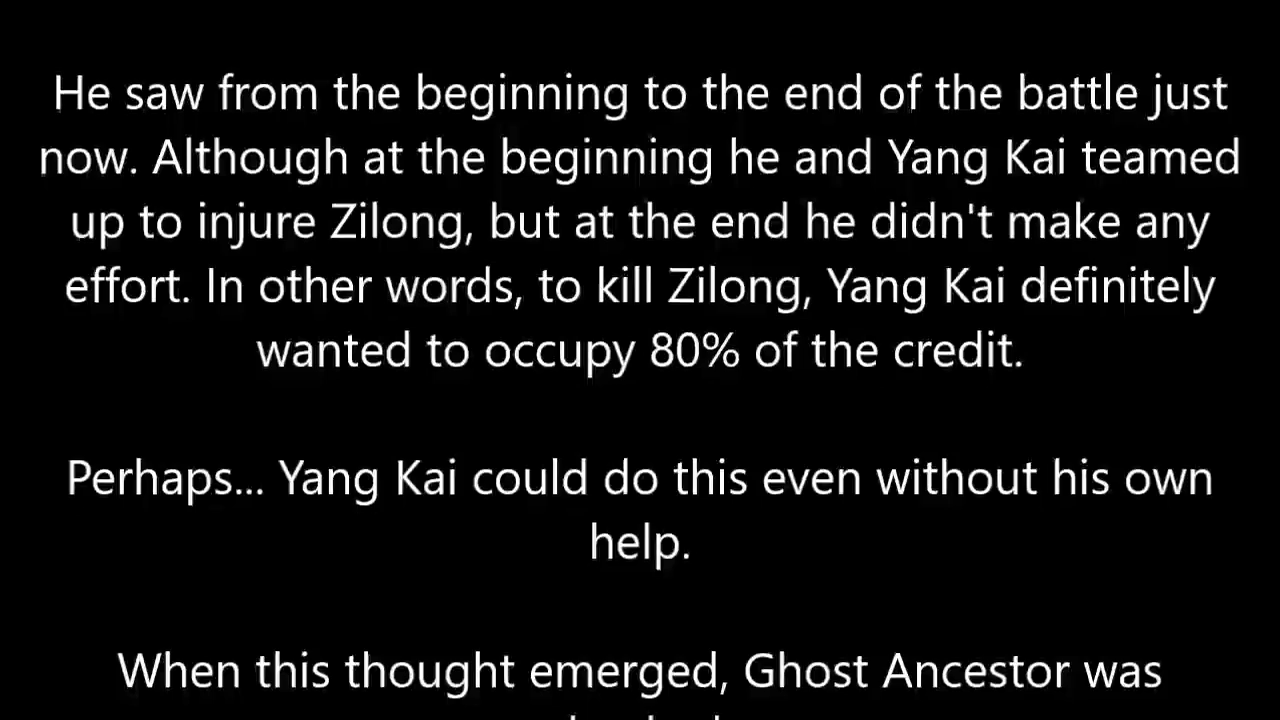 He saw from the beginning to the end of the battle just
now. Although at the beginning he and Yang Kai teamed
up to injure Zilong, but at the end he didn't make any
effort. In other words, to kill Zilong, Yang Kai definitely
wanted to occupy 80% of the credit.
Perhaps... Yang Kai could do this even without his own
help.
When this thought emerged, Ghost Ancestor was